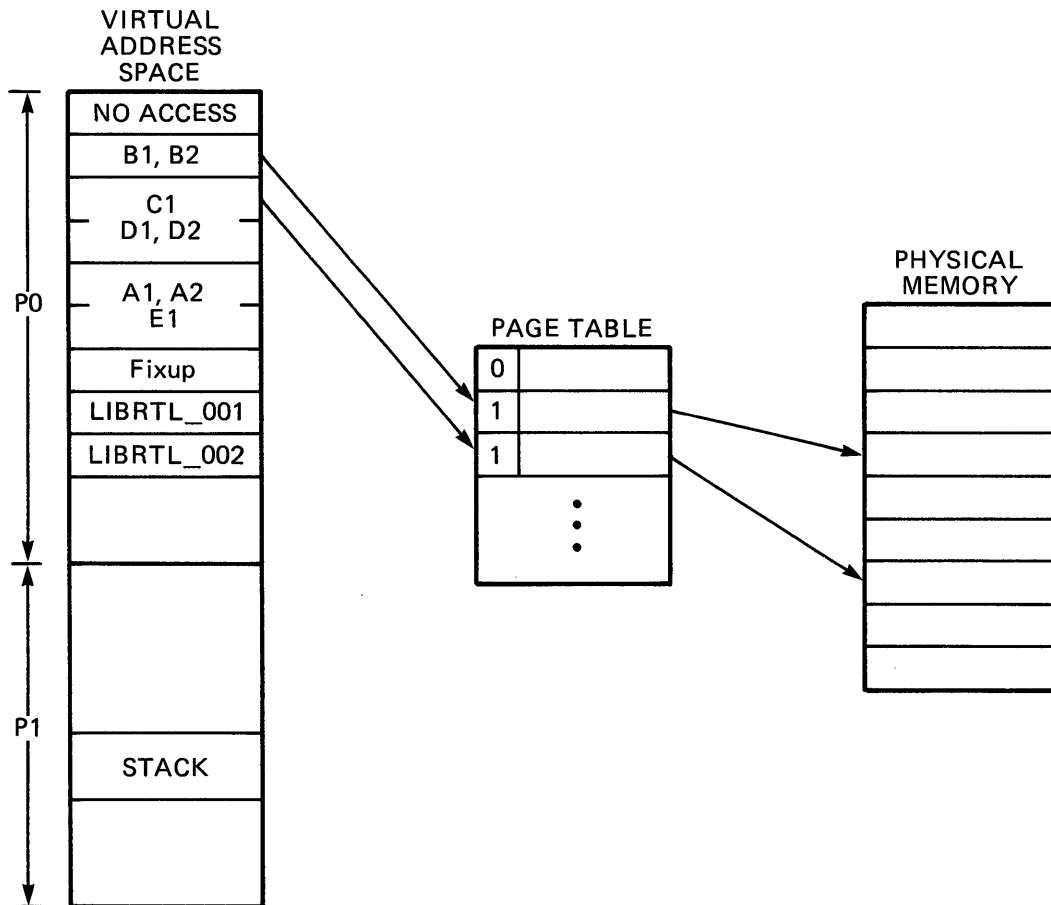 VIRTUAL
ADDRESS
SPACE
NO ACCESS
B1, B2
C1
D1, D2
A1, A2
E1
Fixup
LIBRTL_001
LIBRTL_002
P0
P1
STACK
PAGE TABLE
0
1
1
PHYSICAL
MEMORY